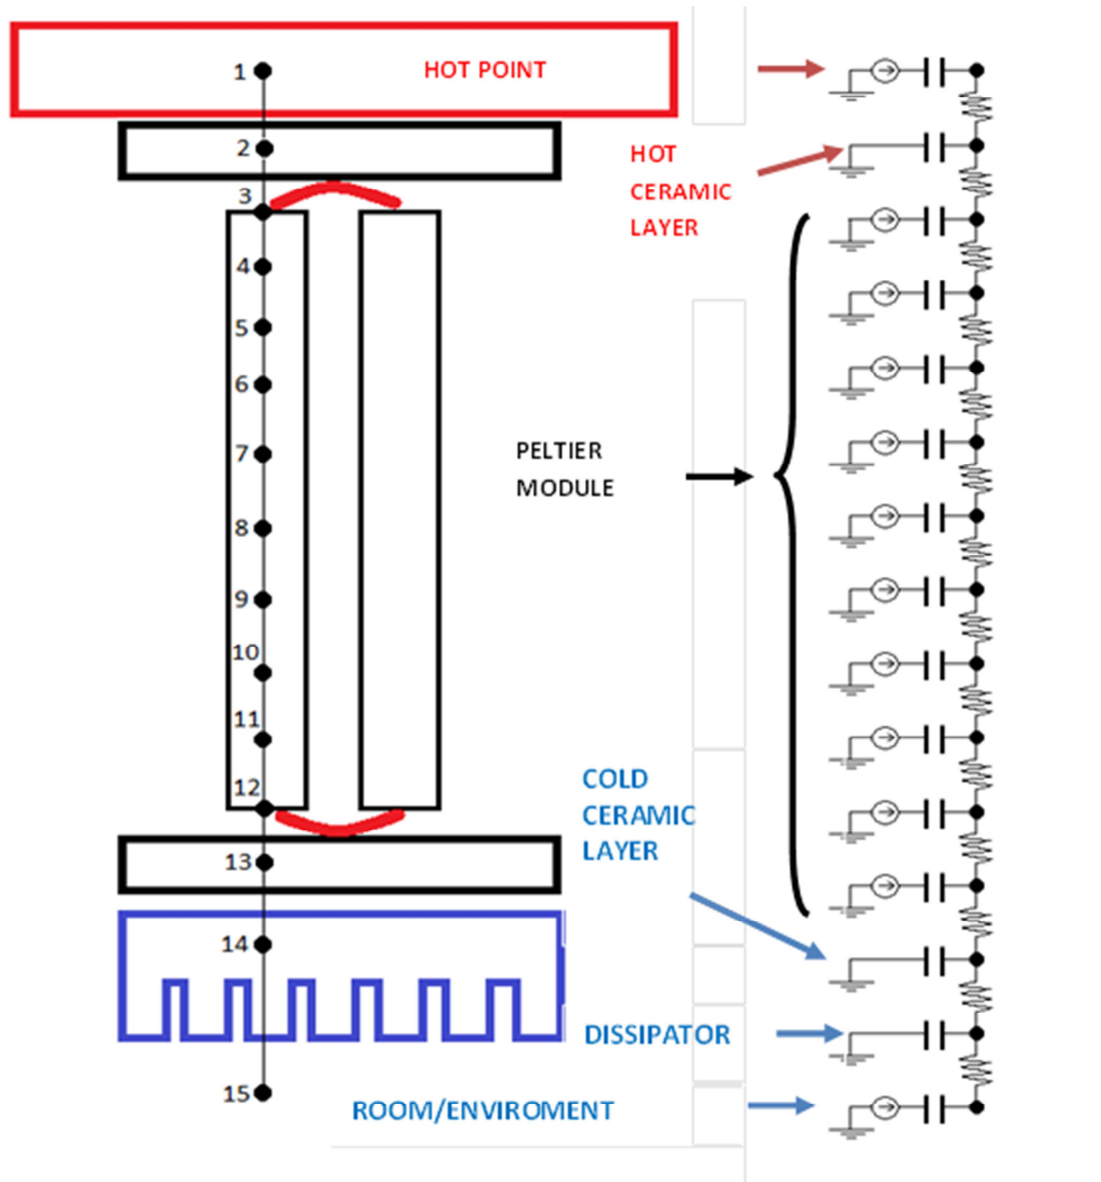 1
HOT POINT
2
HOT
CERAMIC
LAYER
3
4
5
6
7
PELTIER
MODULE
8
9
10
11
12
COLD
CERAMIC
LAYER
13
14
DISSIPATOR
15
ROOM/ENVIROMENT